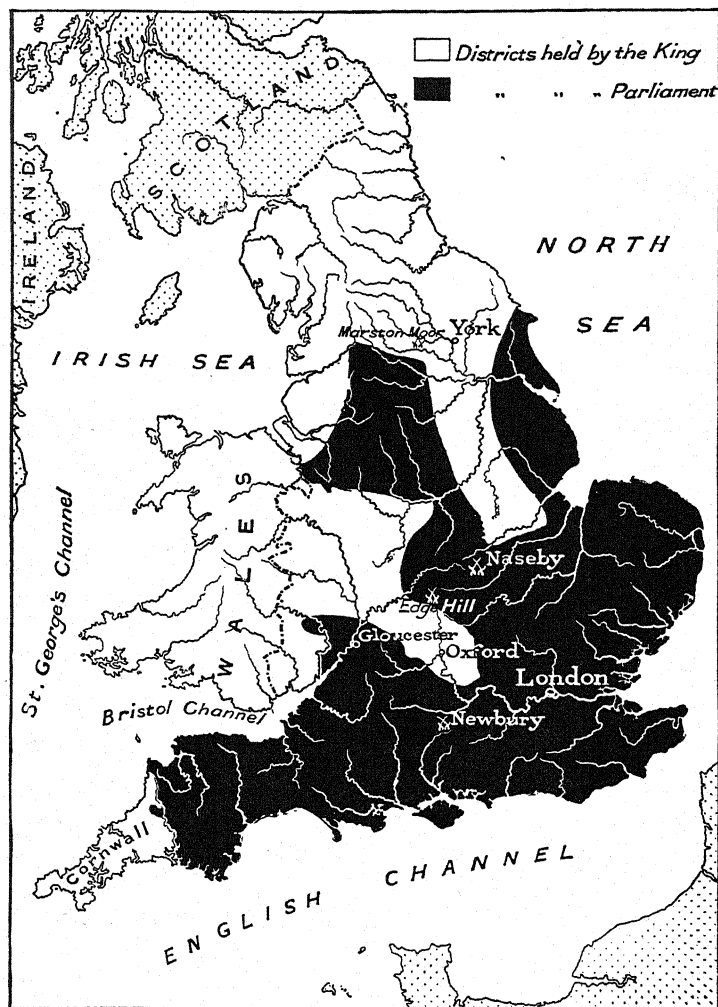 Districts held by the King
„ „ „ Parliament
SCOTLAND
IRELAND
NORTH
SEA
Marston Moor
York
IRISH SEA
WALES
St. George's Channel
Naseby
Edge Hill
Gloucester
Oxford
London
Bristol Channel
Newbury
Cornwall
ENGLISH CHANNEL